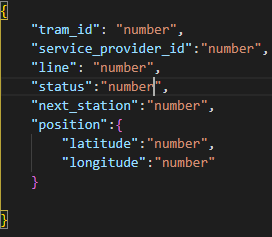 {
"tram_id": "number",
"service_provider_id":"number",
"line": "number",
"status":"number",
"next_station":"number",
"position":{
"latitude":"number",
"longitude":"number"
}
}